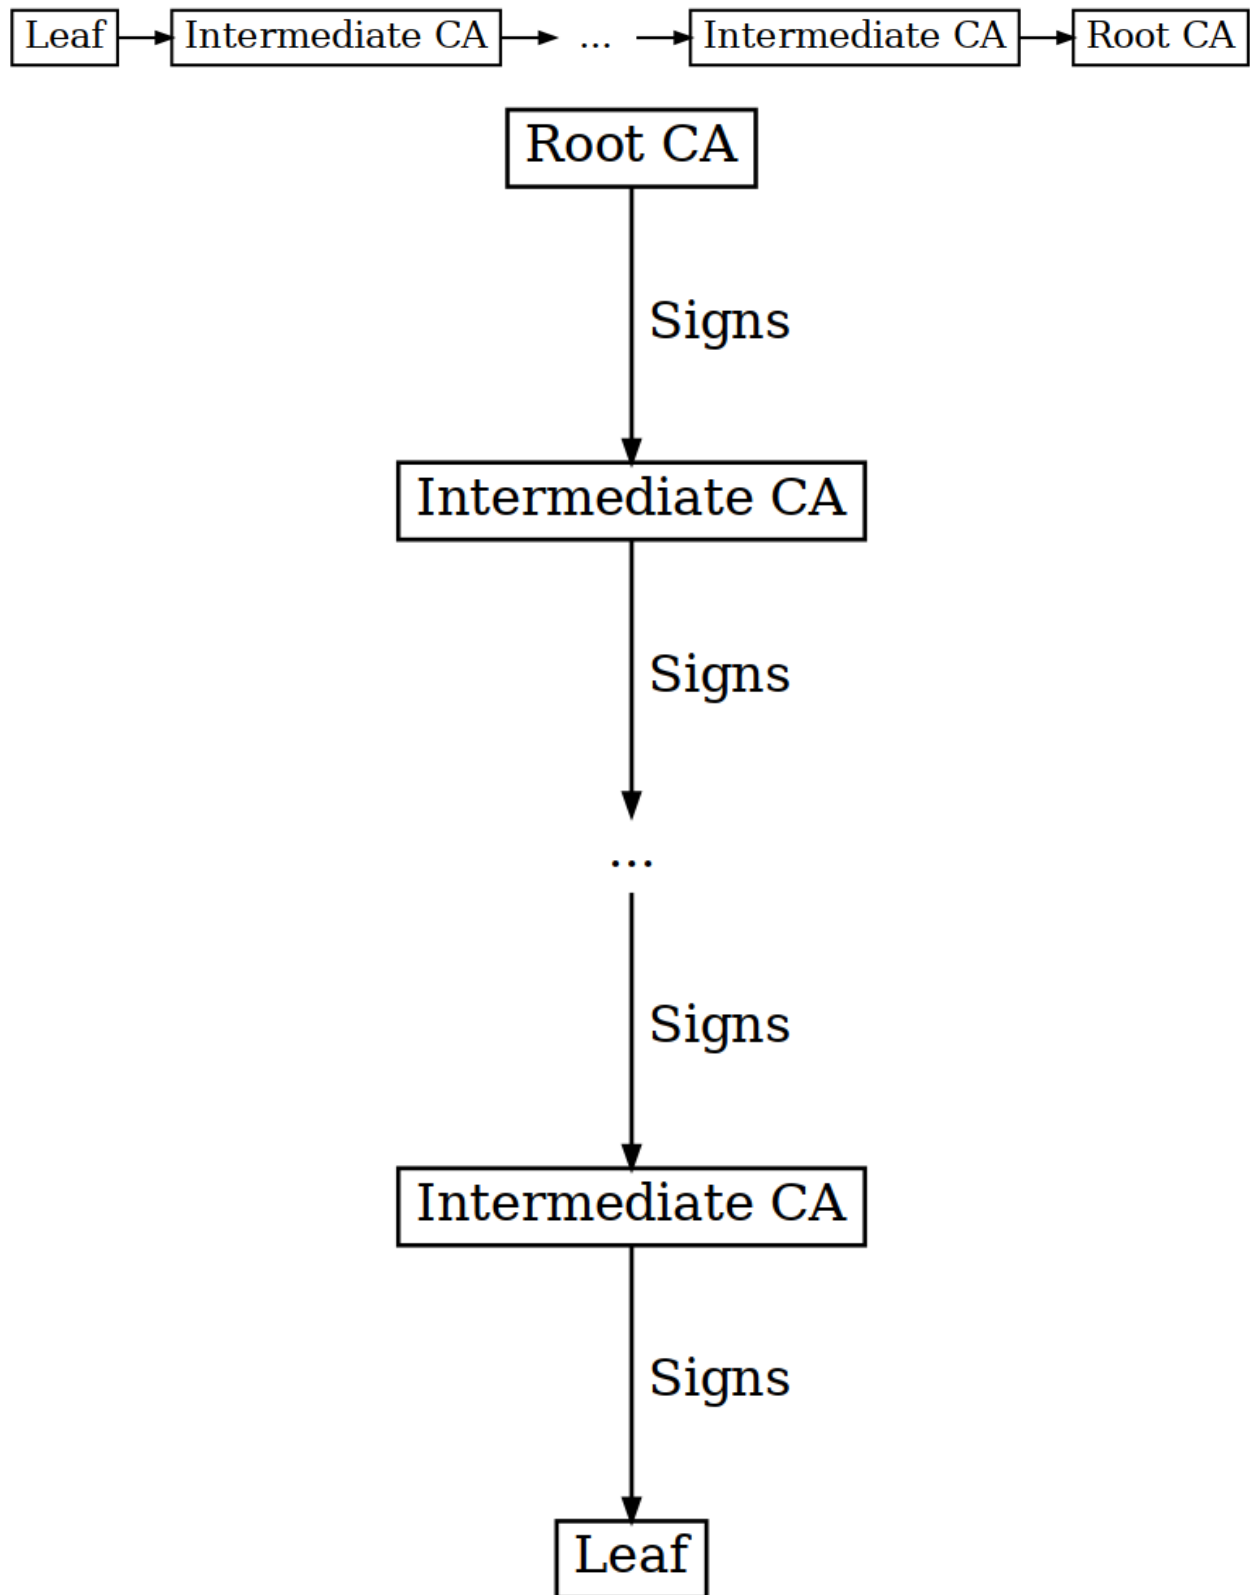 Leaf Intermediate CA ... Intermediate CA Root CA
Root CA
Signs
Intermediate CA
Signs
...
Signs
Intermediate CA
Signs
Leaf